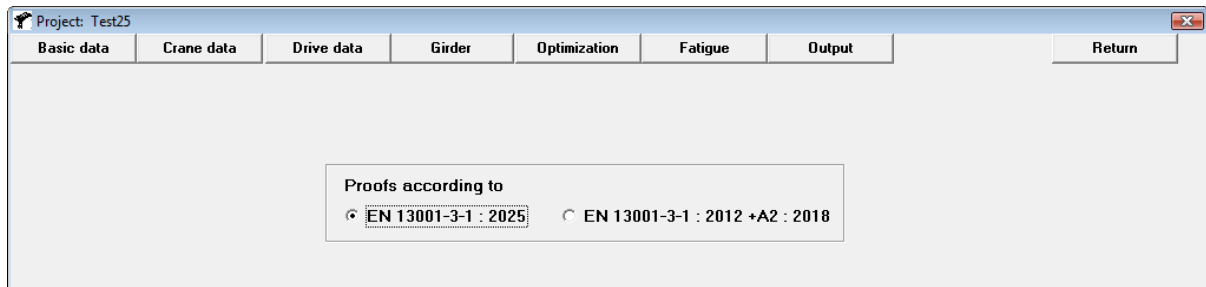 Project: Test25
Basic data Crane data Drive data Girder Optimization Fatigue Output Return
Proofs according to
EN 13001-3-1 : 2025 EN 13001-3-1 : 2012 +A2 : 2018